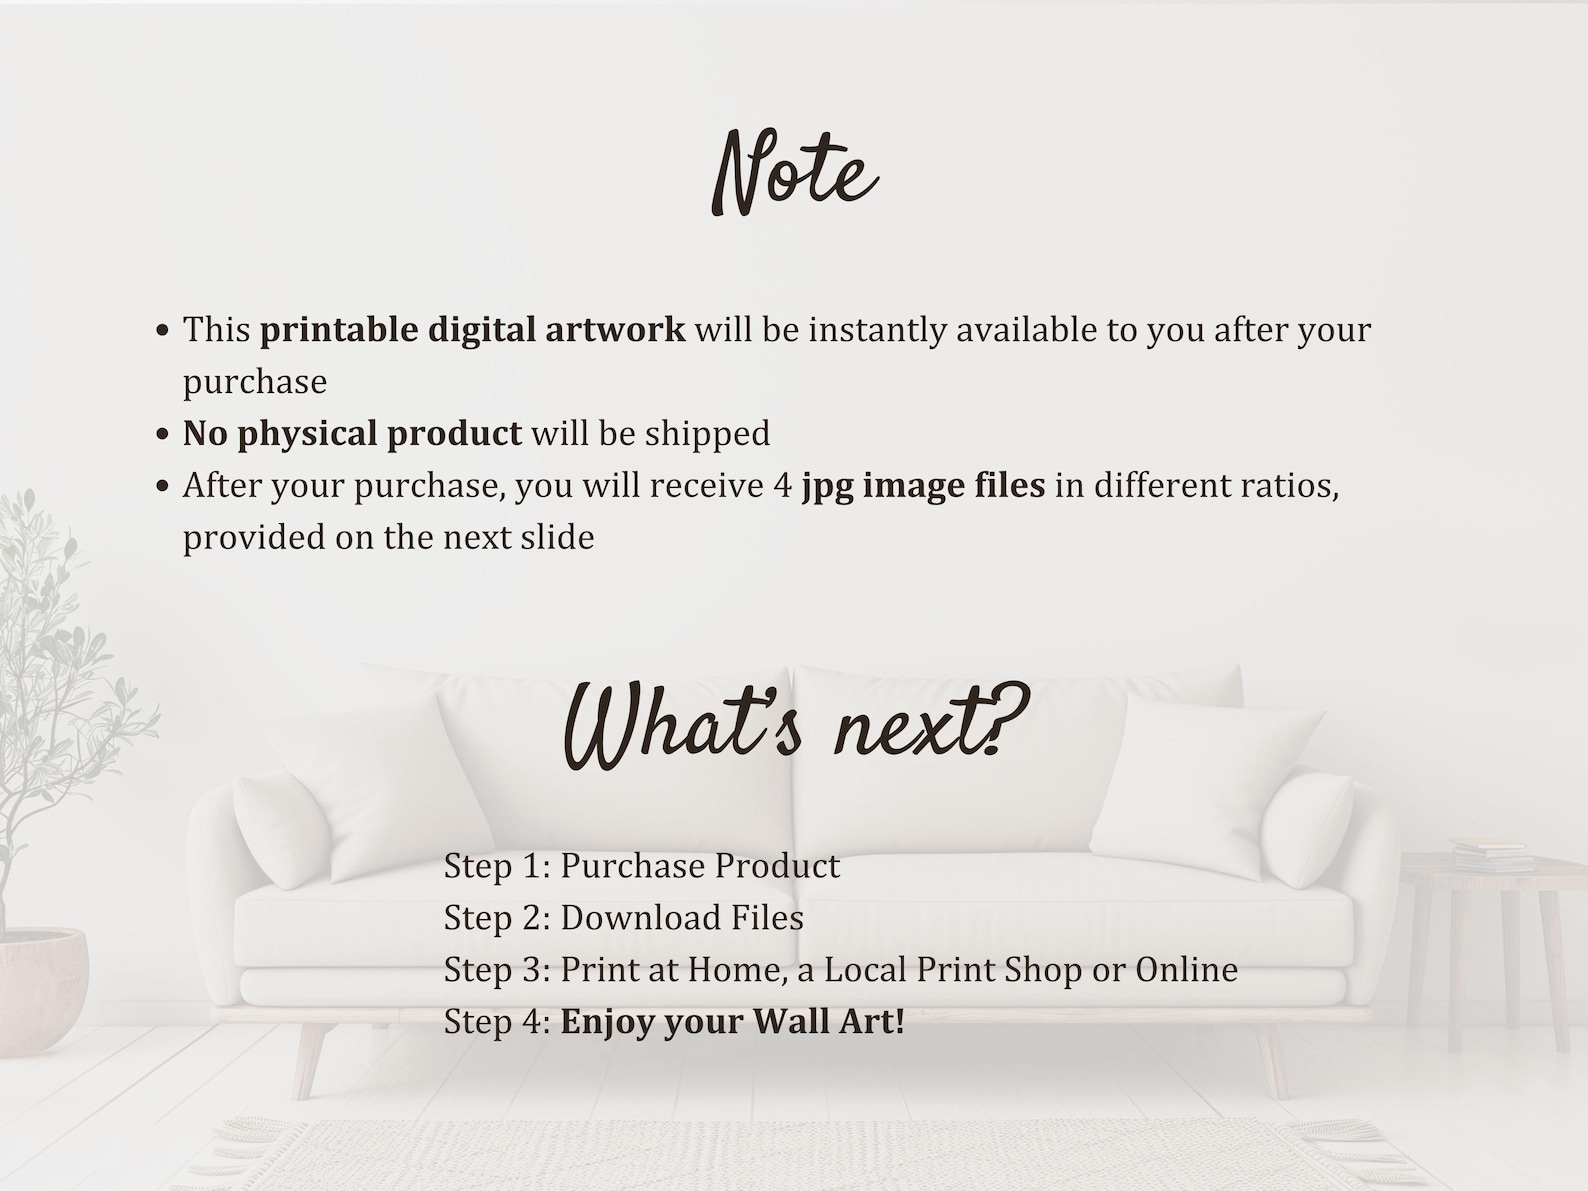 Note
• This printable digital artwork will be instantly available to you after your
purchase
• No physical product will be shipped
• After your purchase, you will receive 4 jpg image files in different ratios,
provided on the next slide
What's next?
Step 1: Purchase Product
Step 2: Download Files
Step 3: Print at Home, a Local Print Shop or Online
Step 4: Enjoy your Wall Art!